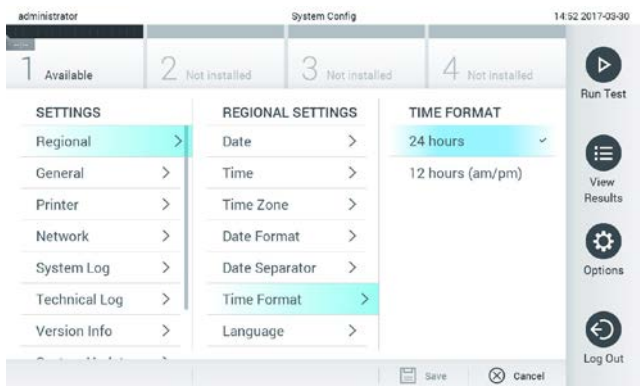 administrator System Config 14:52 2017-03-30
1 Available 2 Not installed 3 Not installed 4 Not installed
Run Test
SETTINGS REGIONAL SETTINGS TIME FORMAT
Regional Date 24 hours
General Time 12 hours (am/pm)
View
Results
Printer Time Zone
Network Date Format
System Log Date Separator
Options
Technical Log Time Format
Version Info Language
Log Out
Save Cancel